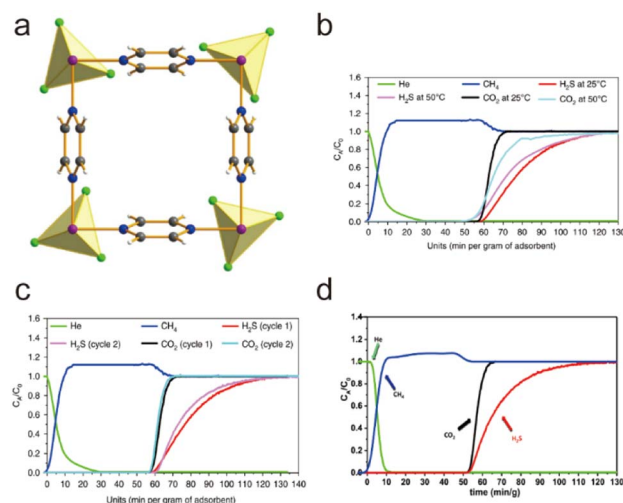 a
b
He CH₄ H₂S at 25°C
H₂S at 50°C CO₂ at 25°C CO₂ at 50°C
C_A/C₀
1.6
1.4
1.2
1.0
0.8
0.6
0.4
0.2
0.0
0 10 20 30 40 50 60 70 80 90 100 110 120 130
Units (min per gram of adsorbent)
c
He CH₄ H₂S (cycle 1)
H₂S (cycle 2) CO₂ (cycle 1) CO₂ (cycle 2)
C_A/C₀
1.6
1.4
1.2
1.0
0.8
0.6
0.4
0.2
0.0
0 10 20 30 40 50 60 70 80 90 100 110 120 130 140
Units (min per gram of adsorbent)
d
C_A/C₀
1.4
1.2
1.0
0.8
0.6
0.4
0.2
0.0
He
CH₄
CO₂
H₂S
0 10 20 30 40 50 60 70 80 90 100 110 120 130
time (min/g)